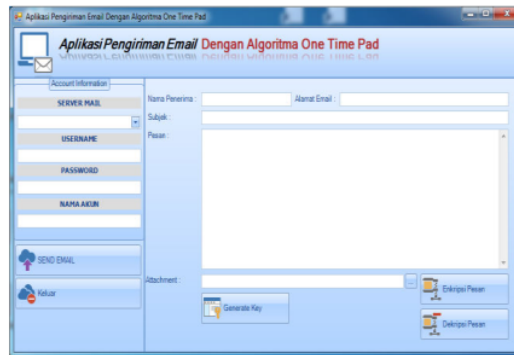 Aplikasi Pengiriman Email Dengan Algoritma One Time Pad
Aplikasi Pengiriman Email Dengan Algoritma One Time Pad
Account Information
SERVER MAIL
USERNAME
PASSWORD
NAMA AKUN
SEND EMAIL
Keluar
Nama Penerima :
Alamat Email :
Subjek :
Pesan :
Attachment :
...
Generate Key
Enkripsi Pesan
Dekripsi Pesan